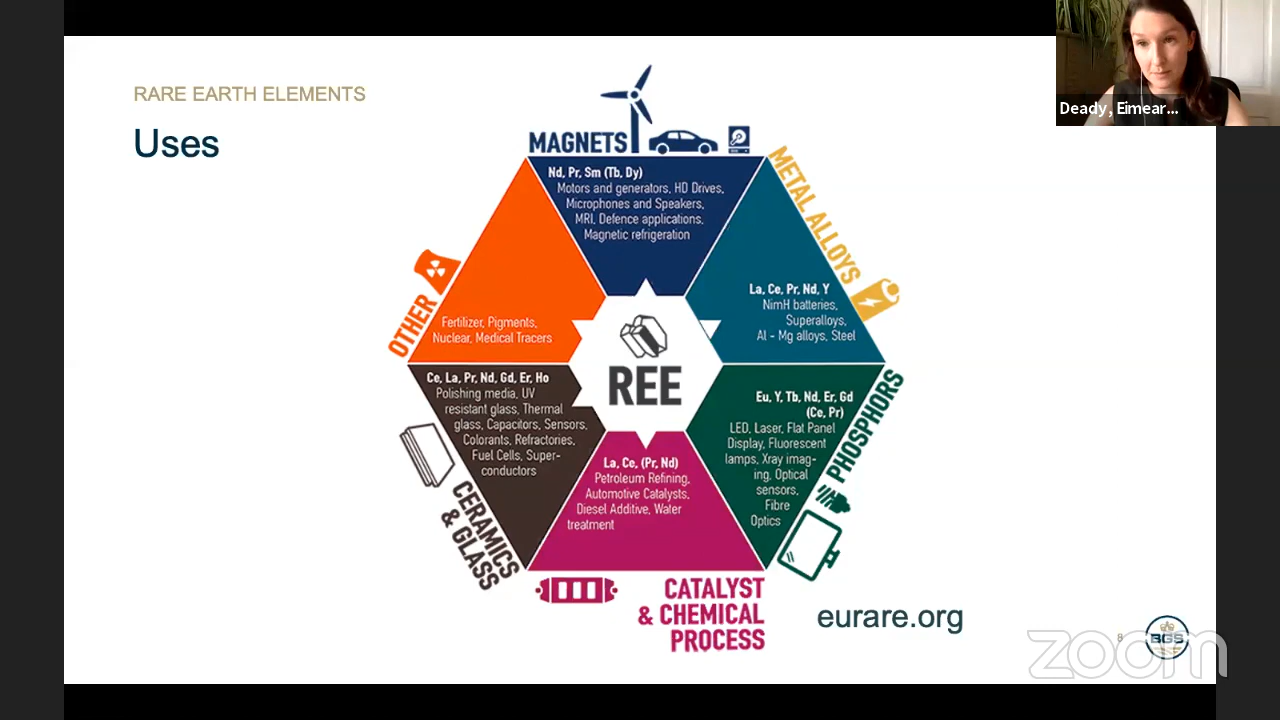 RARE EARTH ELEMENTS
Uses
Deady, Eimear...
MAGNETS
Nd, Pr, Sm (Tb, Dy)
Motors and generators, HD Drives,
Microphones and Speakers,
MRI, Defence applications,
Magnetic refrigeration
METAL ALLOYS
La, Ce, Pr, Nd, Y
NimH batteries,
Superalloys,
Al - Mg alloys, Steel
OTHER
Fertilizer, Pigments,
Nuclear, Medical Tracers
REE
Ce, La, Pr, Nd, Gd, Er, Ho
Polishing media, UV
resistant glass, Thermal
glass, Capacitors, Sensors,
Colorants, Refractories,
Fuel Cells, Super-
conductors
CERAMICS
& GLASS
Eu, Y, Tb, Nd, Er, Gd
(Ce, Pr)
LED, Laser, Flat Panel
Display, Fluorescent
lamps, Xray imag-
ing, Optical
sensors,
Fibre
Optics
PHOSPHORS
La, Ce, (Pr, Nd)
Petroleum Refining,
Automotive Catalysts,
Diesel Additive, Water
treatment
CATALYST
& CHEMICAL
PROCESS
eurare.org
8
BGS
zoom